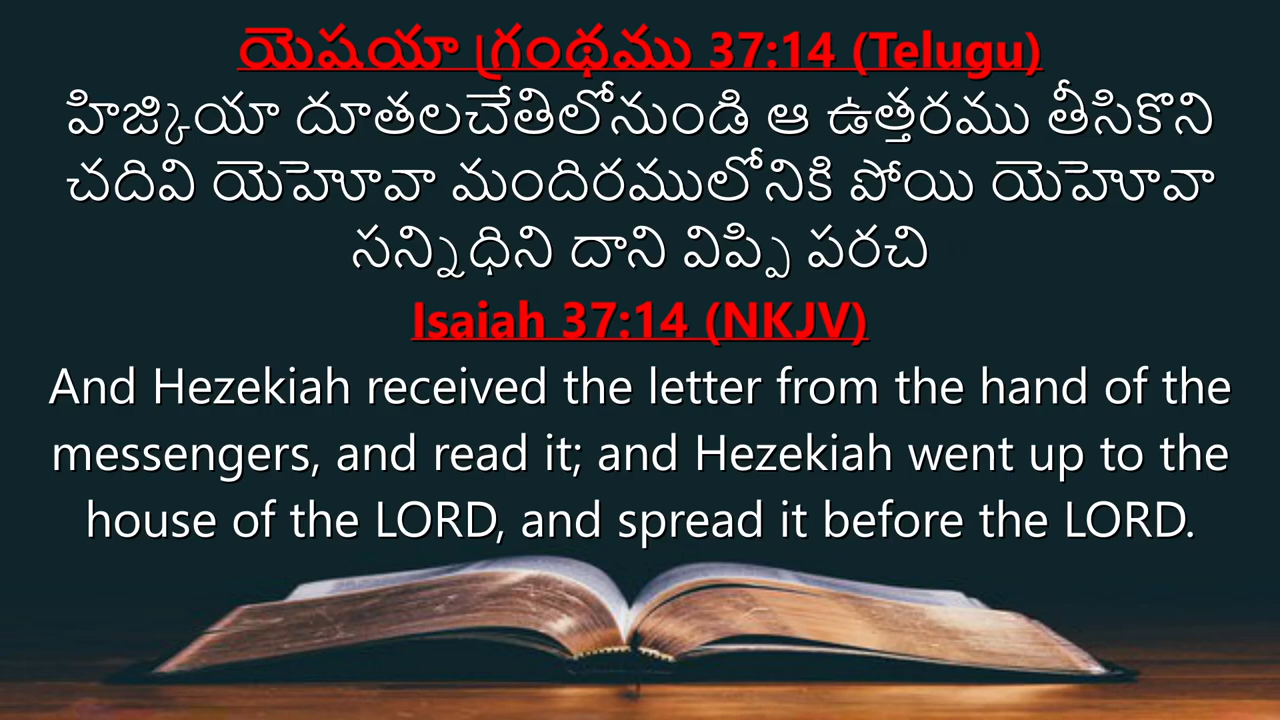 యెషయా గ్రంథము 37:14 (Telugu)
హిజ్కియా దూతలచేతిలోనుండి ఆ ఉత్తరము తీసికొని
చదివి యెహెూవా మందిరములోనికి పోయి యెహెూవా
సన్నిధిని దాని విప్పి పరచి
Isaiah 37:14 (NKJV)
And Hezekiah received the letter from the hand of the
messengers, and read it; and Hezekiah went up to the
house of the LORD, and spread it before the LORD.